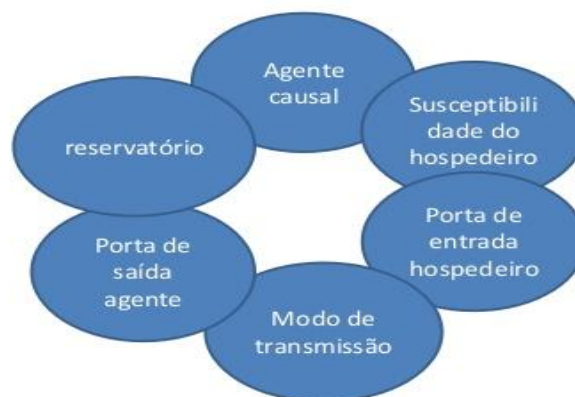 Agente
causal
Susceptibili
dade do
hospedeiro
Porta de
entrada
hospedeiro
Modo de
transmissão
Porta de
saída
agente
reservatório